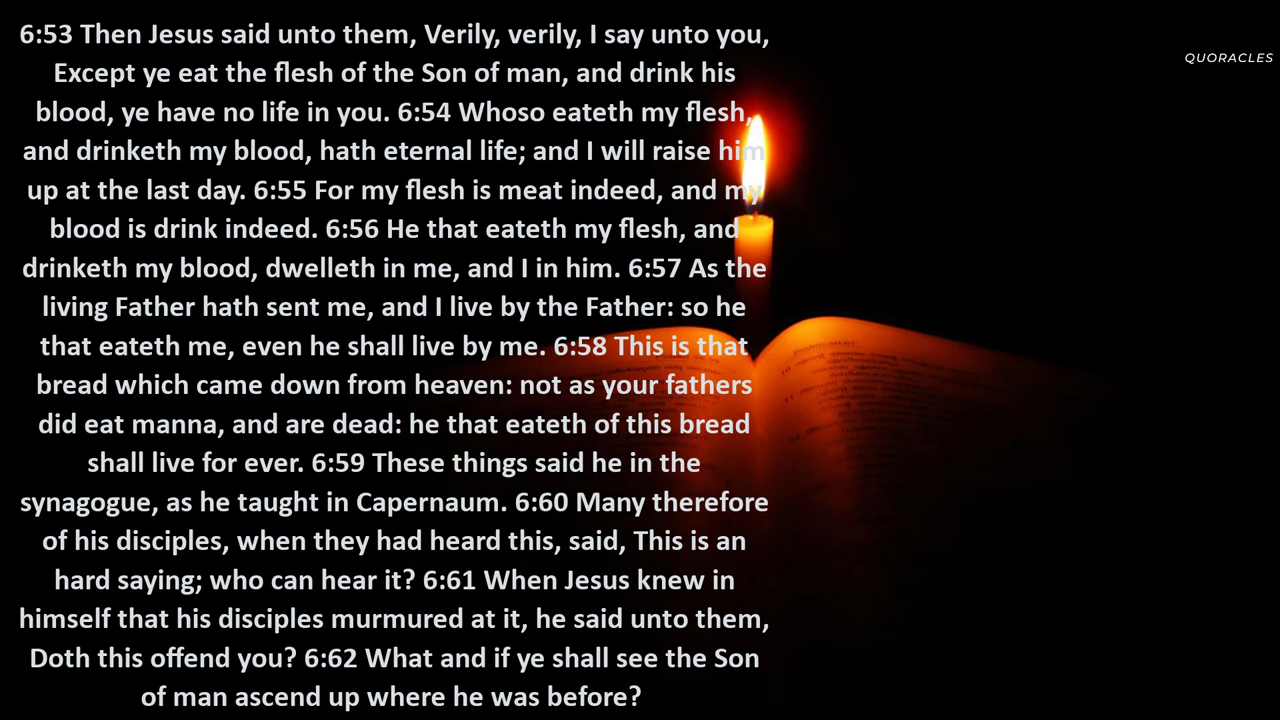 6:53 Then Jesus said unto them, Verily, verily, I say unto you,
Except ye eat the flesh of the Son of man, and drink his
blood, ye have no life in you. 6:54 Whoso eateth my flesh,
and drinketh my blood, hath eternal life; and I will raise him
up at the last day. 6:55 For my flesh is meat indeed, and my
blood is drink indeed. 6:56 He that eateth my flesh, and
drinketh my blood, dwelleth in me, and I in him. 6:57 As the
living Father hath sent me, and I live by the Father: so he
that eateth me, even he shall live by me. 6:58 This is that
bread which came down from heaven: not as your fathers
did eat manna, and are dead: he that eateth of this bread
shall live for ever. 6:59 These things said he in the
synagogue, as he taught in Capernaum. 6:60 Many therefore
of his disciples, when they had heard this, said, This is an
hard saying; who can hear it? 6:61 When Jesus knew in
himself that his disciples murmured at it, he said unto them,
Doth this offend you? 6:62 What and if ye shall see the Son
of man ascend up where he was before?
QUORACLES